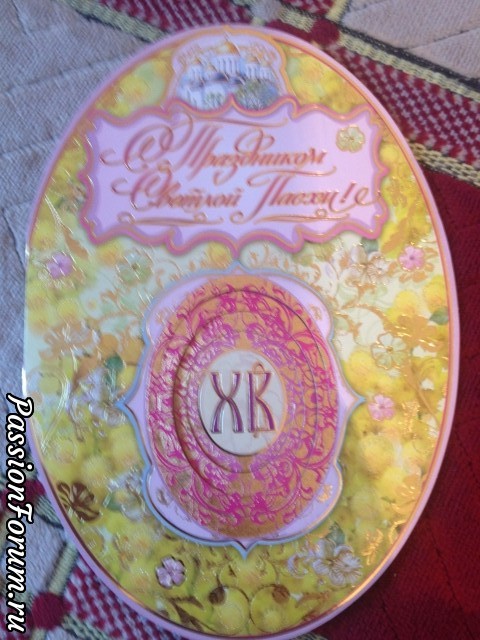 С Праздником
Светлой Пасхи!
ХВ
PassionForum.ru